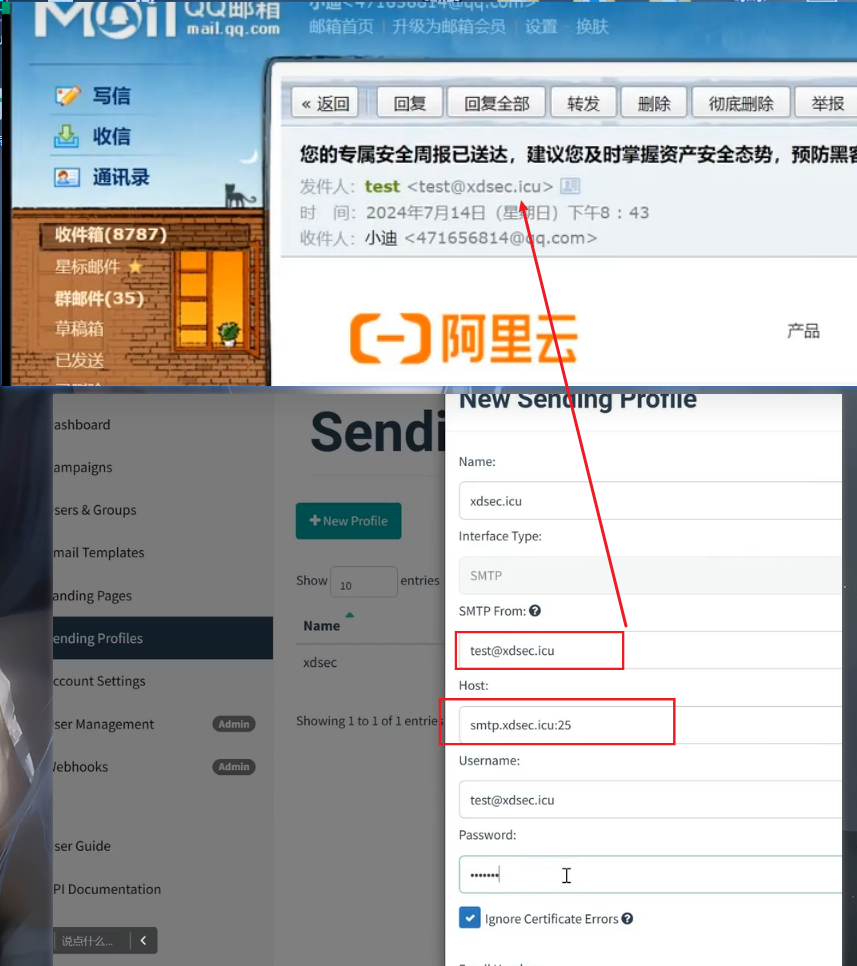 MOil QQ邮箱
mail.qq.com
小迪<471656814@qq.com>
邮箱首页 | 升级为邮箱会员 | 设置 - 换肤
写信
收信
通讯录
收件箱(8787)
星标邮件
群邮件(35)
草稿箱
已发送
« 返回 回复 回复全部 转发 删除 彻底删除 举报
您的专属安全周报已送达，建议您及时掌握资产安全态势，预防黑客
发件人： test <test@xdsec.icu>
时 间： 2024年7月14日（星期日）下午8：43
收件人： 小迪 <471656814@qq.com>
阿里云
产品
ashboard
ampaigns
sers & Groups
mail Templates
anding Pages
ending Profiles
ccount Settings
ser Management Admin
ebhooks Admin
ser Guide
PI Documentation
说点什么...
Sendi
New Profile
Show 10 entries
Name
xdsec
Showing 1 to 1 of 1 entries
New Sending Profile
Name:
xdsec.icu
Interface Type:
SMTP
SMTP From:
test@xdsec.icu
Host:
smtp.xdsec.icu:25
Username:
test@xdsec.icu
Password:
•••••••
Ignore Certificate Errors